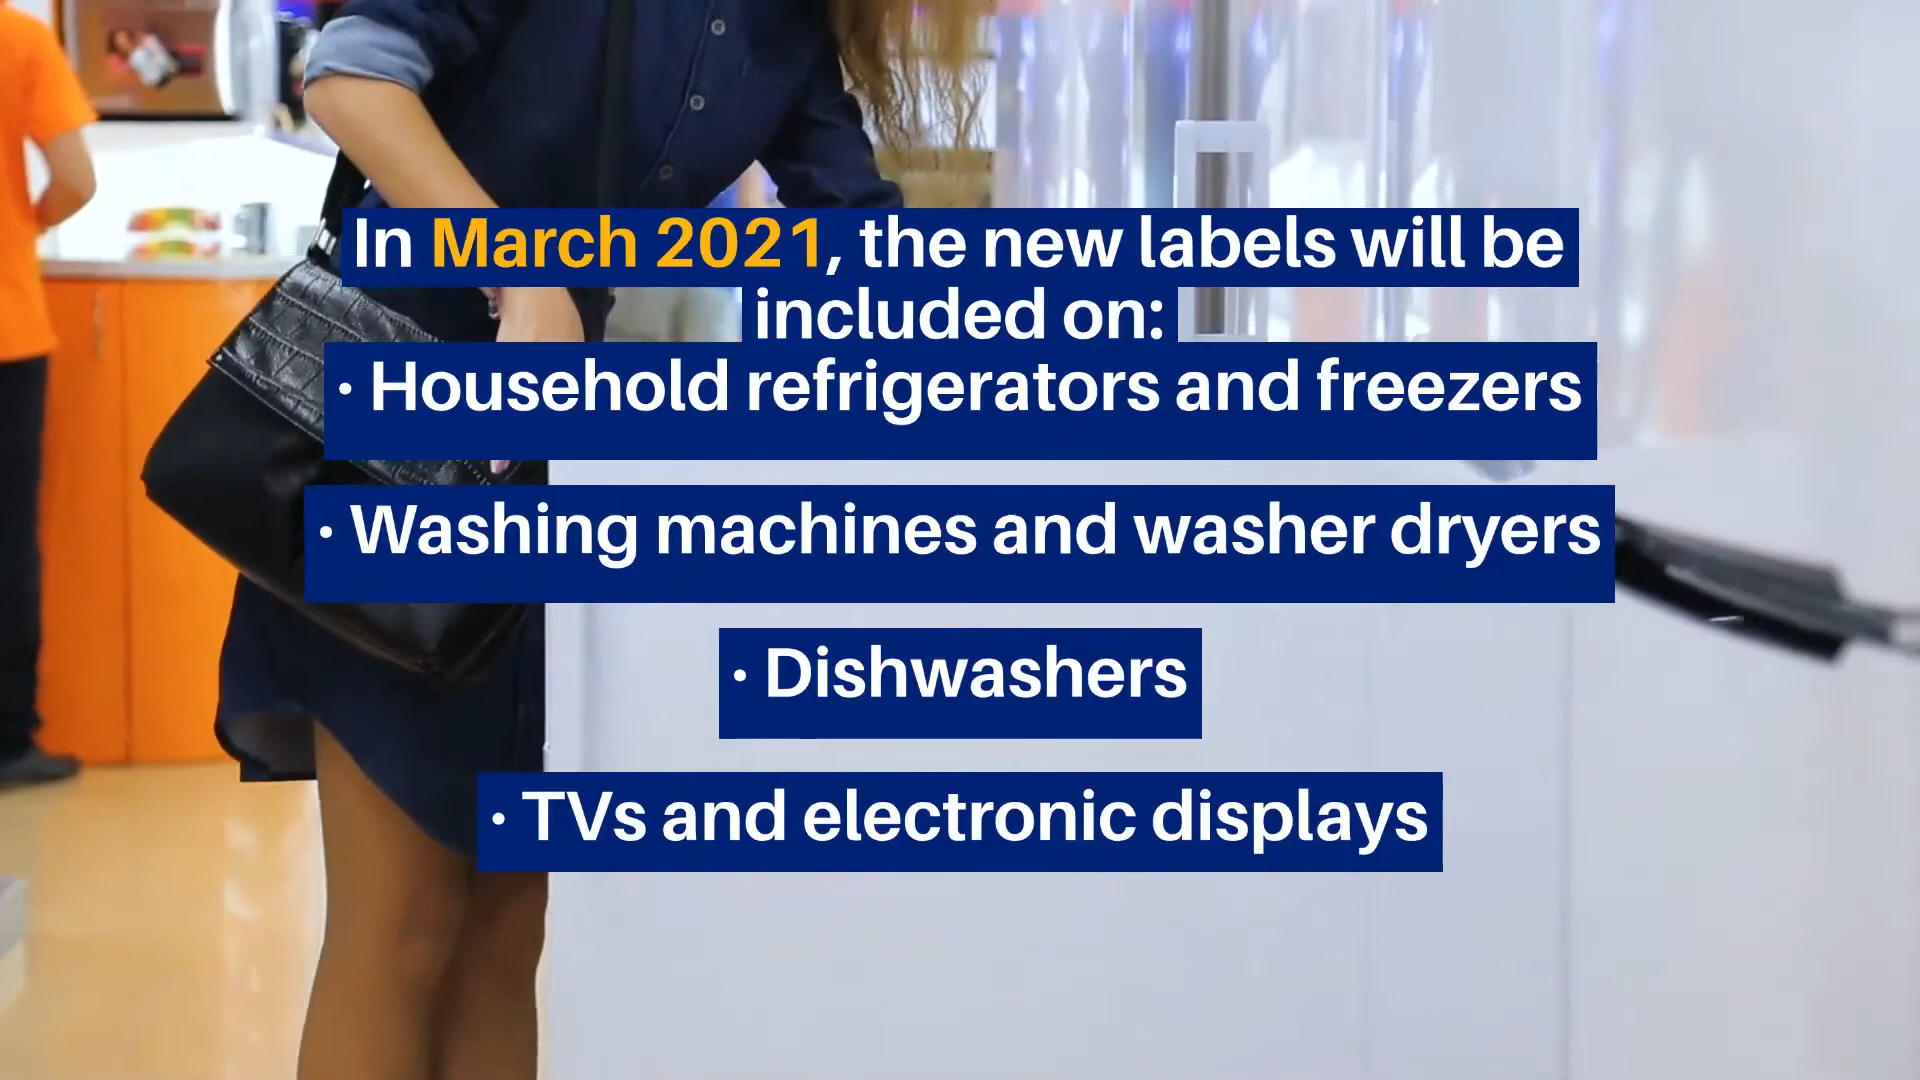 In March 2021, the new labels will be
included on:
· Household refrigerators and freezers
· Washing machines and washer dryers
· Dishwashers
· TVs and electronic displays